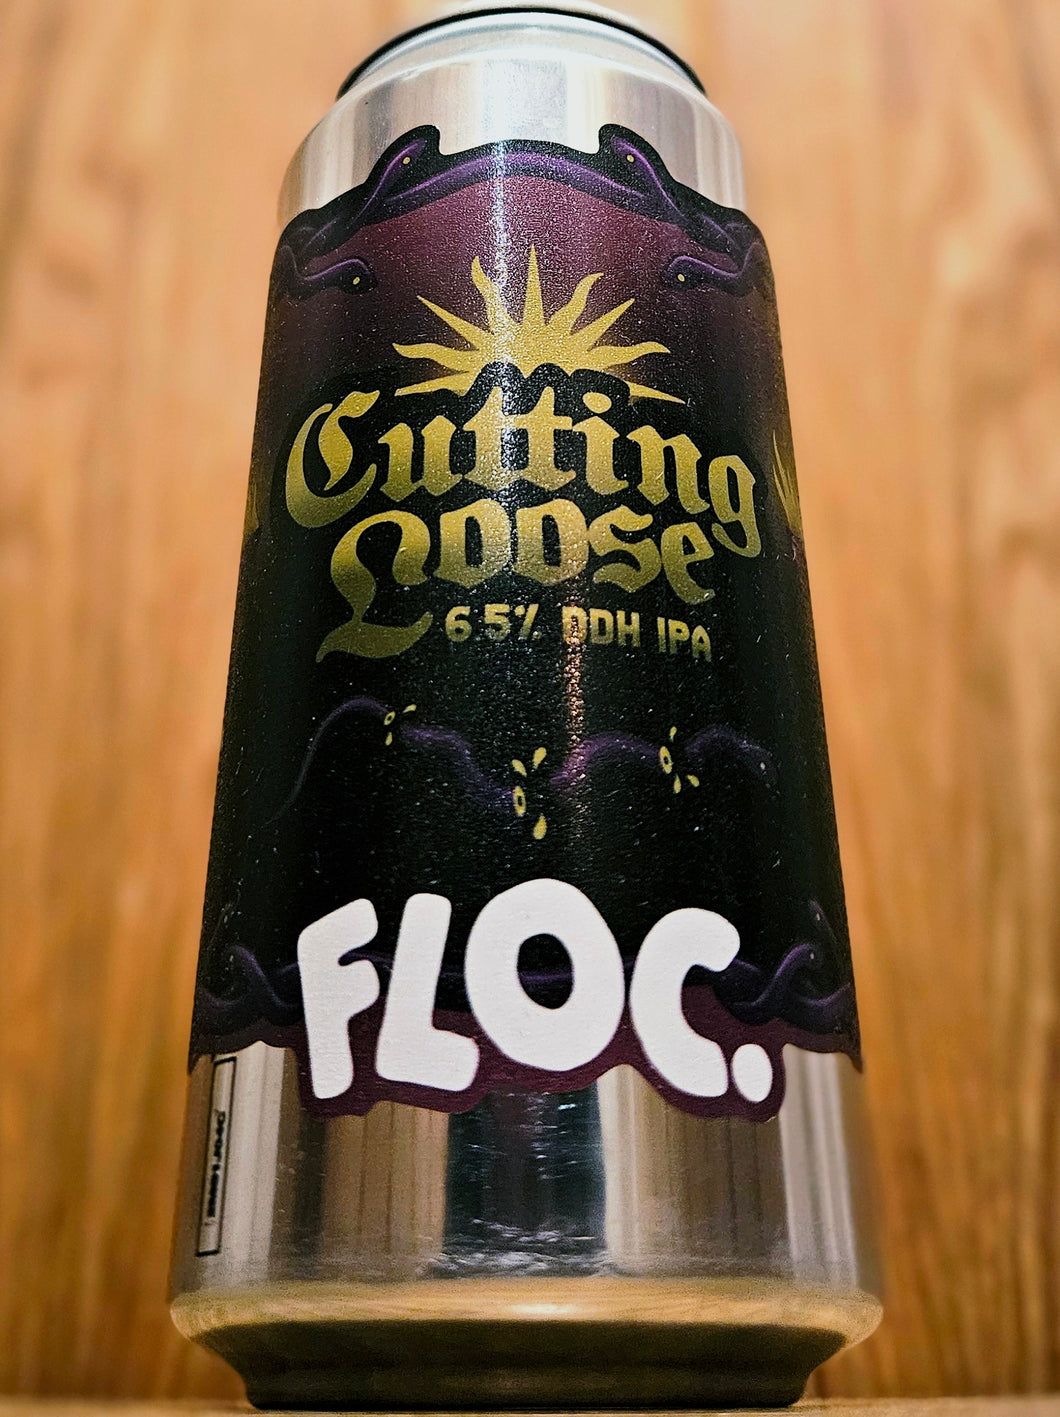 Cutting
Loose
6.5% DDH IPA
FLOC.